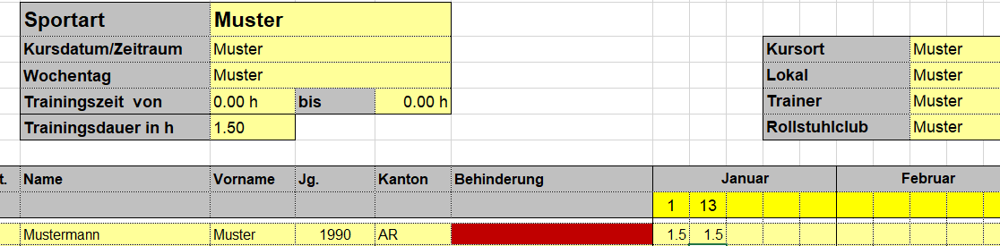 Sportart Muster
Kursdatum/Zeitraum Muster Kursort Muster
Wochentag Muster Lokal Muster
Trainingszeit von 0.00 h bis 0.00 h Trainer Muster
Trainingsdauer in h 1.50 Rollstuhlclub Muster
t. Name Vorname Jg. Kanton Behinderung Januar Februar
1 13
Mustermann Muster 1990 AR 1.5 1.5